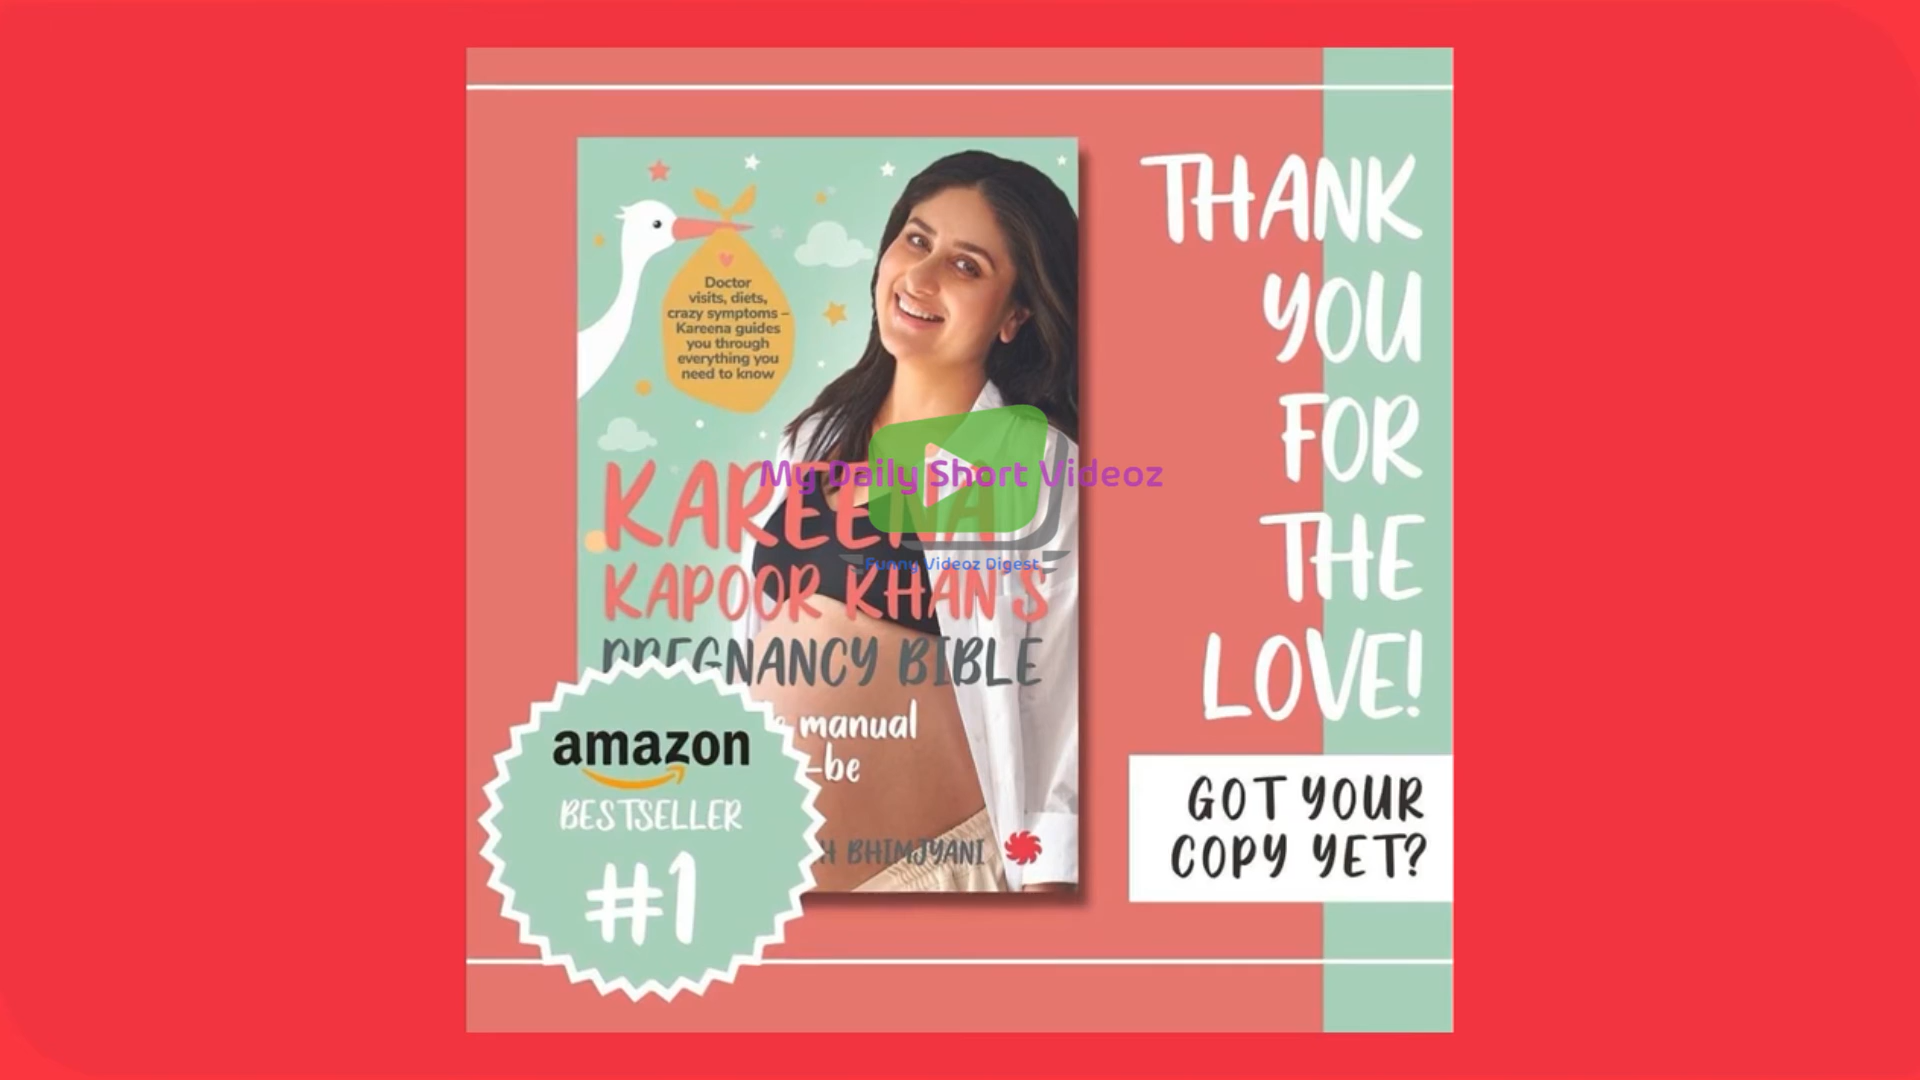 Doctor
visits, diets,
crazy symptoms –
Kareena guides
you through
everything you
need to know
KAREENA
KAPOOR KHAN'S
PREGNANCY BIBLE
manual
-be
BHIMJYANI
amazon
BESTSELLER
#1
THANK
YOU
FOR
THE
LOVE!
GOT YOUR
COPY YET?
My Daily Short Videoz
Funny Videoz Digest